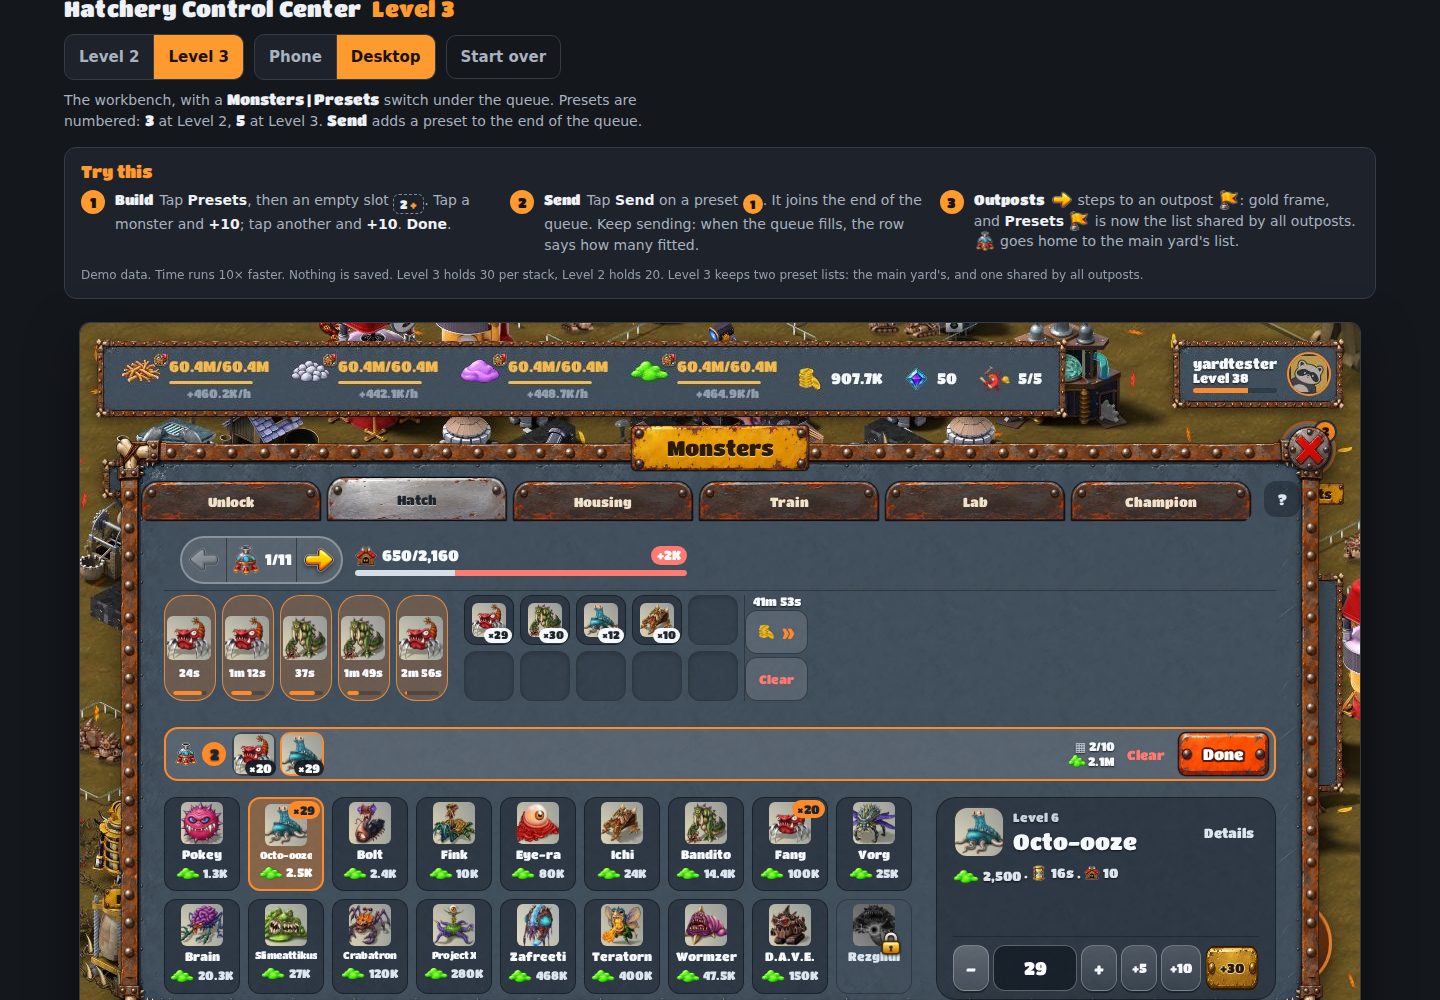 Hatchery Control Center Level 3
Level 2 Level 3 Phone Desktop Start over
The workbench, with a Monsters|Presets switch under the queue. Presets are
numbered: 3 at Level 2, 5 at Level 3. Send adds a preset to the end of the queue.
Try this
1 Build Tap Presets, then an empty slot 2+. Tap a
monster and +10; tap another and +10. Done.
2 Send Tap Send on a preset 1. It joins the end of the
queue. Keep sending: when the queue fills, the row
says how many fitted.
3 Outposts steps to an outpost : gold frame,
and Presets is now the list shared by all outposts.
goes home to the main yard's list.
Demo data. Time runs 10× faster. Nothing is saved. Level 3 holds 30 per stack, Level 2 holds 20. Level 3 keeps two preset lists: the main yard's, and one shared by all outposts.
60.4M/60.4M 60.4M/60.4M 60.4M/60.4M 60.4M/60.4M 907.7K 50 5/5
+460.2K/h +442.1K/h +448.7K/h +464.9K/h
yardtester
Level 38
Monsters
Unlock Hatch Housing Train Lab Champion ?
1/11 650/2,160 +2K
24s 1m 12s 37s 1m 49s 2m 56s
×29 ×30 ×12 ×10
41m 53s
Clear
2 ×20 ×29 2/10
2.1M
Clear Done
×29 ×20
Pokey Octo-ooze Bolt Fink Eye-ra Ichi Bandito Fang Vorg
1.3K 2.5K 2.4K 10K 80K 24K 14.4K 100K 25K
Brain Slimeattikus Crabatron Project X Zafreeti Teratorn Wormzer D.A.V.E. Rezghul
20.3K 27K 120K 280K 468K 400K 47.5K 150K
Level 6
Octo-ooze
Details
2,500 · 16s · 10
- 29 + +5 +10 +30